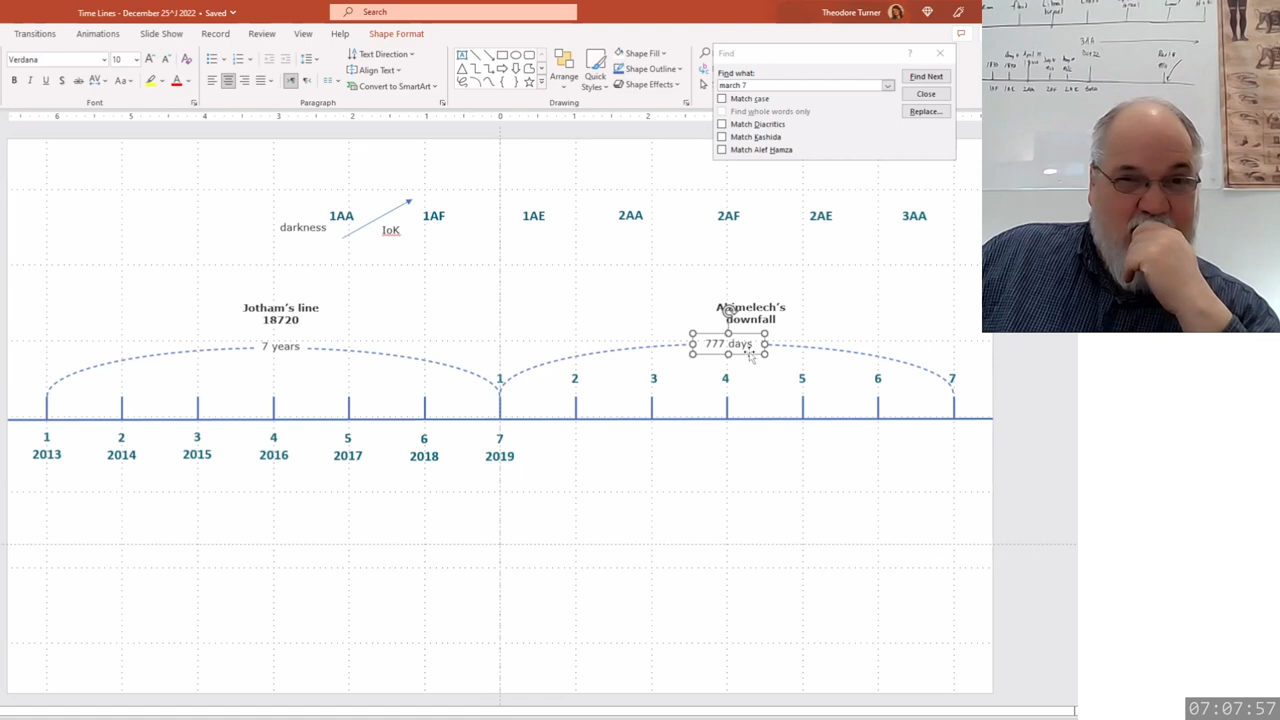 Time Lines - December 25^J 2022 • Saved
Search
Theodore Turner
Transitions Animations Slide Show Record Review View Help Shape Format
Verdana 10
Text Direction
Align Text
Convert to SmartArt
Arrange
Quick Styles
Shape Fill
Shape Outline
Shape Effects
Font Paragraph Drawing
Find
Find what:
march 7
Match case
Find whole words only
Match Diacritics
Match Kashida
Match Alef Hamza
Find Next
Close
Replace...
1AA 1AF 1AE 2AA 2AF 2AE 3AA
darkness
IoK
Jotham's line
18720
downfall
7 years
777 days
1 2 3 4 5 6 7
1 2 3 4 5 6 7
2013 2014 2015 2016 2017 2018 2019
3AA
07:07:57